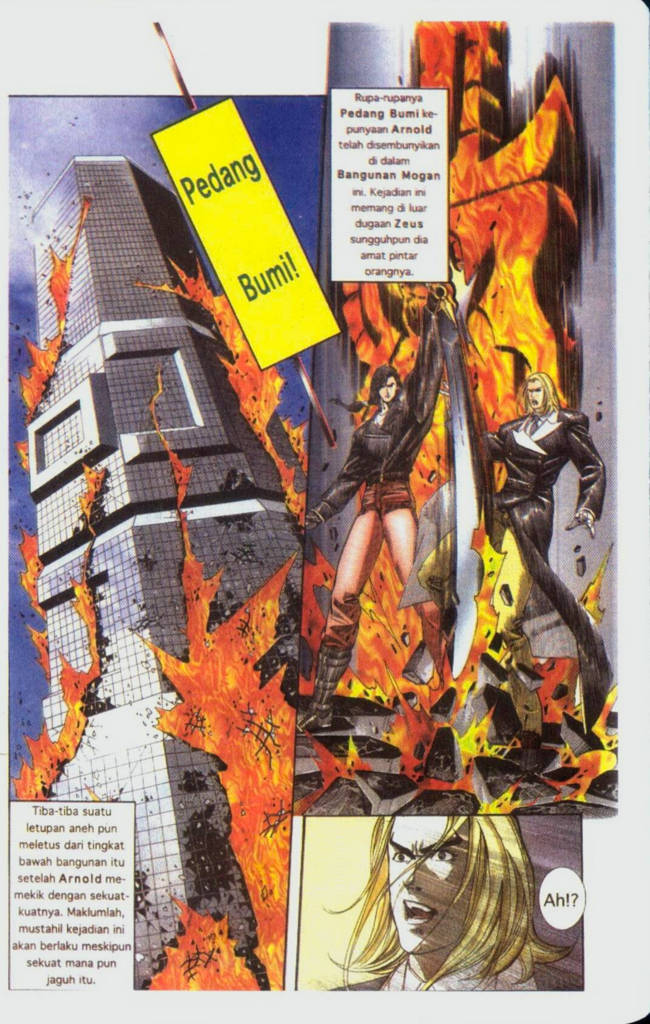 Pedang
Bumi!
Rupa-rupanya
Pedang Bumi ke-
punyaan Arnold
telah disembunyikan
di dalam
Bangunan Mogan
ini. Kejadian ini
memang di luar
dugaan Zeus
sungguhpun dia
amat pintar
orangnya.
Tiba-tiba suatu
letupan aneh pun
meletus dari tingkat
bawah bangunan itu
setelah Arnold me-
mekik dengan sekuat-
kuatnya. Maklumlah,
mustahil kejadian ini
akan berlaku meskipun
sekuat mana pun
jaguh itu.
Ah!?